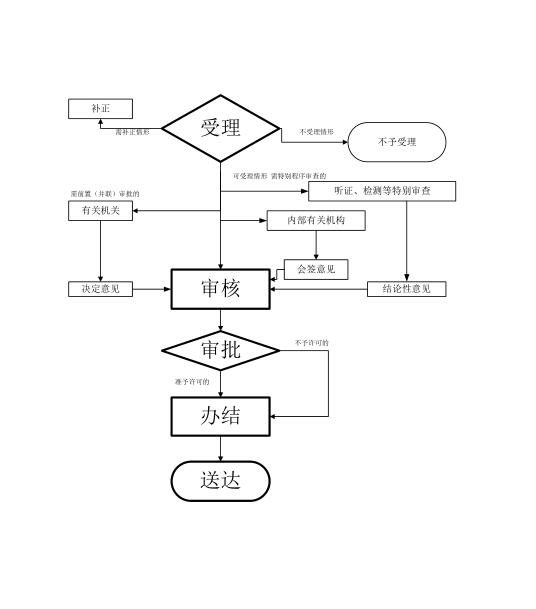 补正
受理
需补正情形
不受理情形
不予受理
可受理情形 需特别程序审查的
听证、检测等特别审查
需前置（并联）审批的
有关机关
内部有关机构
会签意见
决定意见
审核
结论性意见
审批
不予许可的
准予许可的
办结
送达